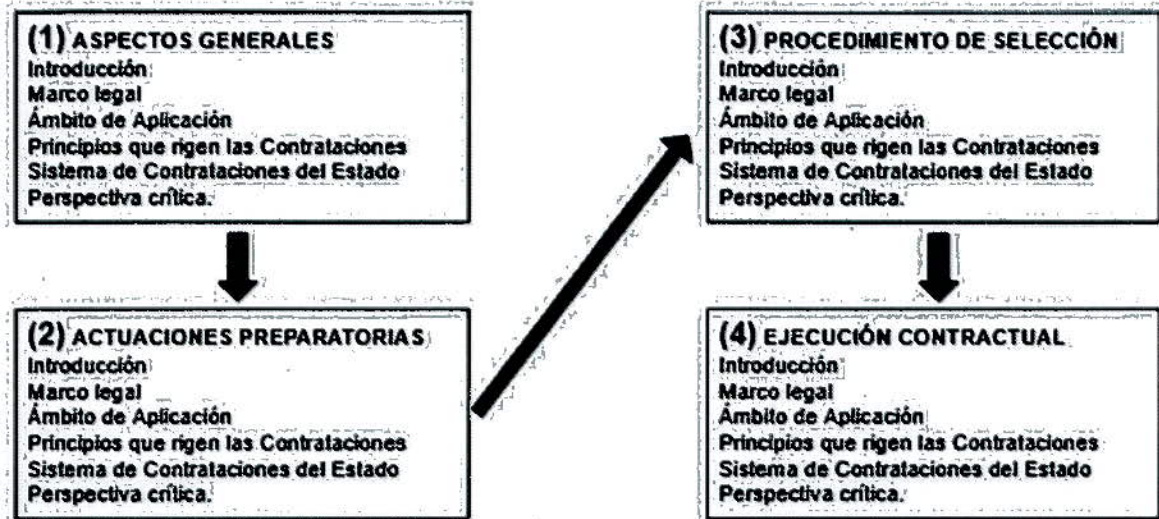 (1) ASPECTOS GENERALES
Introducción
Marco legal
Ámbito de Aplicación
Principios que rigen las Contrataciones
Sistema de Contrataciones del Estado
Perspectiva crítica.
(2) ACTUACIONES PREPARATORIAS
Introducción
Marco legal
Ámbito de Aplicación
Principios que rigen las Contrataciones
Sistema de Contrataciones del Estado
Perspectiva crítica.
(3) PROCEDIMIENTO DE SELECCIÓN
Introducción
Marco legal
Ámbito de Aplicación
Principios que rigen las Contrataciones
Sistema de Contrataciones del Estado
Perspectiva crítica.
(4) EJECUCIÓN CONTRACTUAL
Introducción
Marco legal
Ámbito de Aplicación
Principios que rigen las Contrataciones
Sistema de Contrataciones del Estado
Perspectiva crítica.